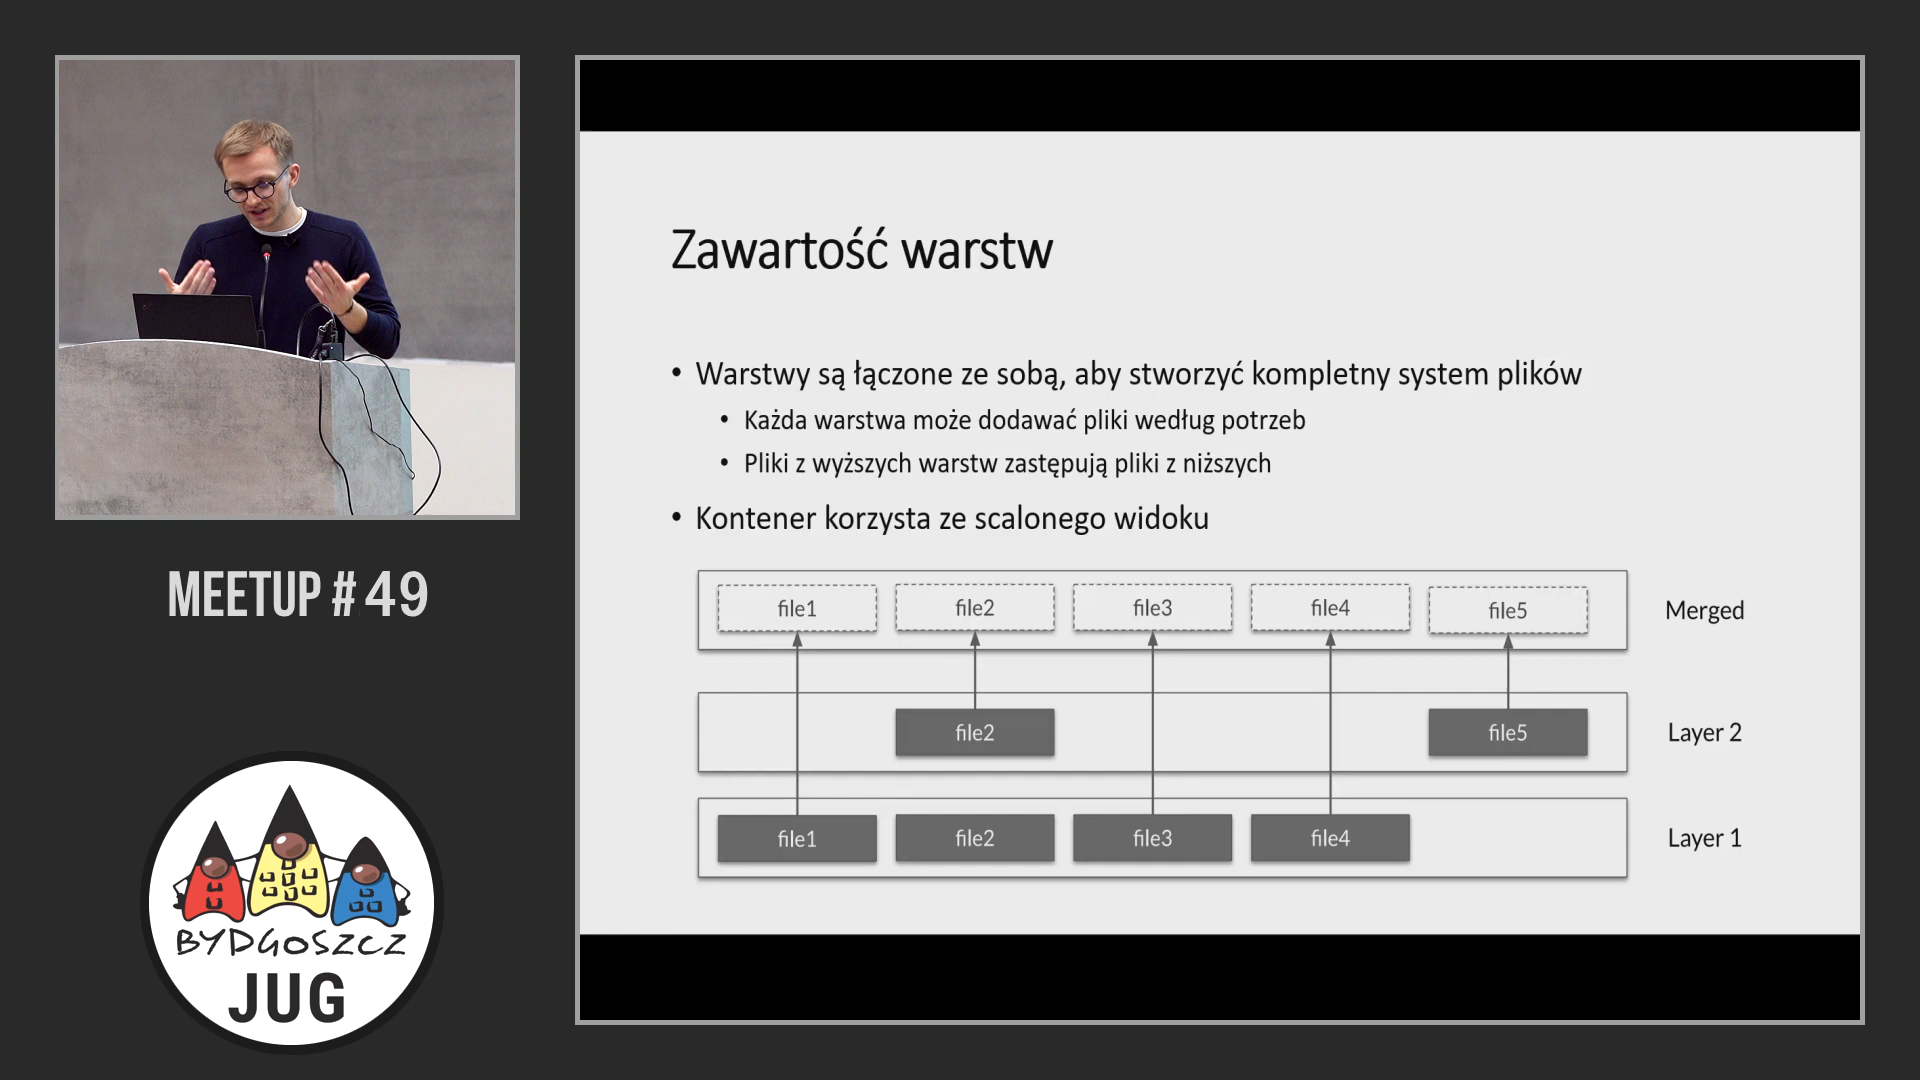 MEETUP # 49
BYDGOSZCZ
JUG
Zawartość warstw
• Warstwy są łączone ze sobą, aby stworzyć kompletny system plików
• Każda warstwa może dodawać pliki według potrzeb
• Pliki z wyższych warstw zastępują pliki z niższych
• Kontener korzysta ze scalonego widoku
file1 file2 file3 file4 file5 Merged
file2 file5 Layer 2
file1 file2 file3 file4 Layer 1